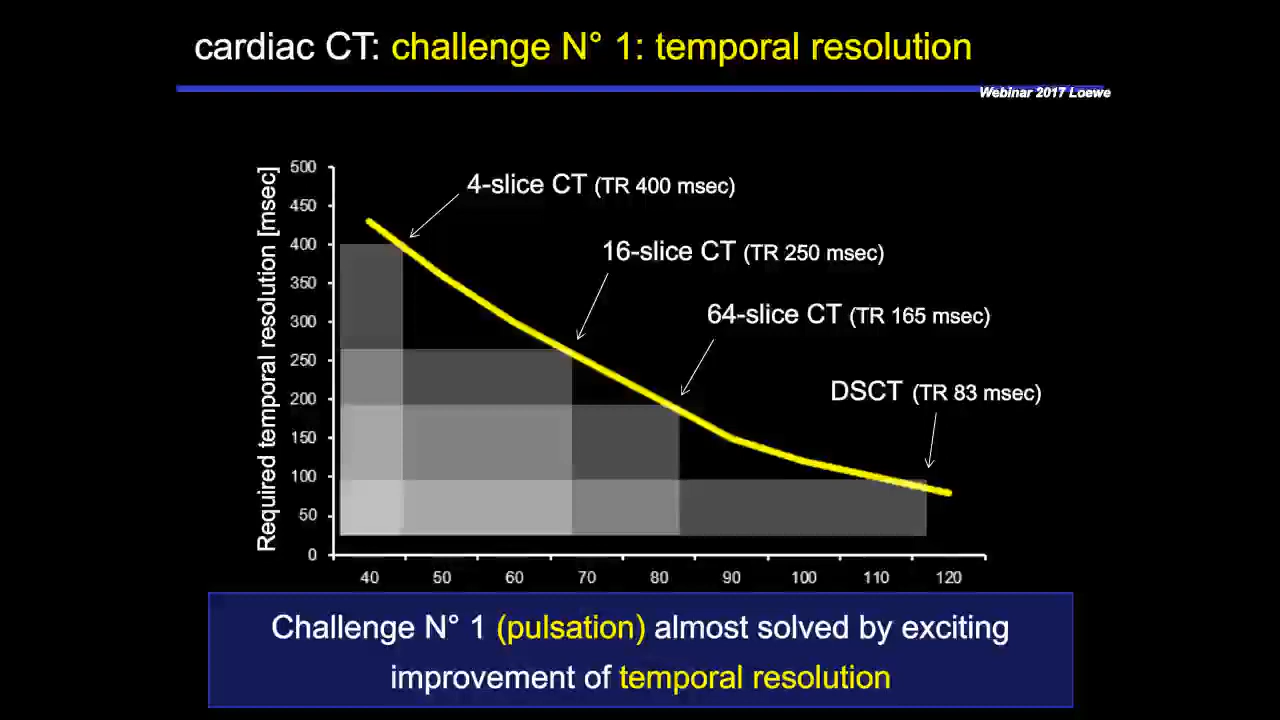 cardiac CT: challenge N° 1: temporal resolution
Webinar 2017 Loewe
Required temporal resolution [msec]
500
450
400
350
300
250
200
150
100
50
0
4-slice CT (TR 400 msec)
16-slice CT (TR 250 msec)
64-slice CT (TR 165 msec)
DSCT (TR 83 msec)
40 50 60 70 80 90 100 110 120
Challenge N° 1 (pulsation) almost solved by exciting
improvement of temporal resolution